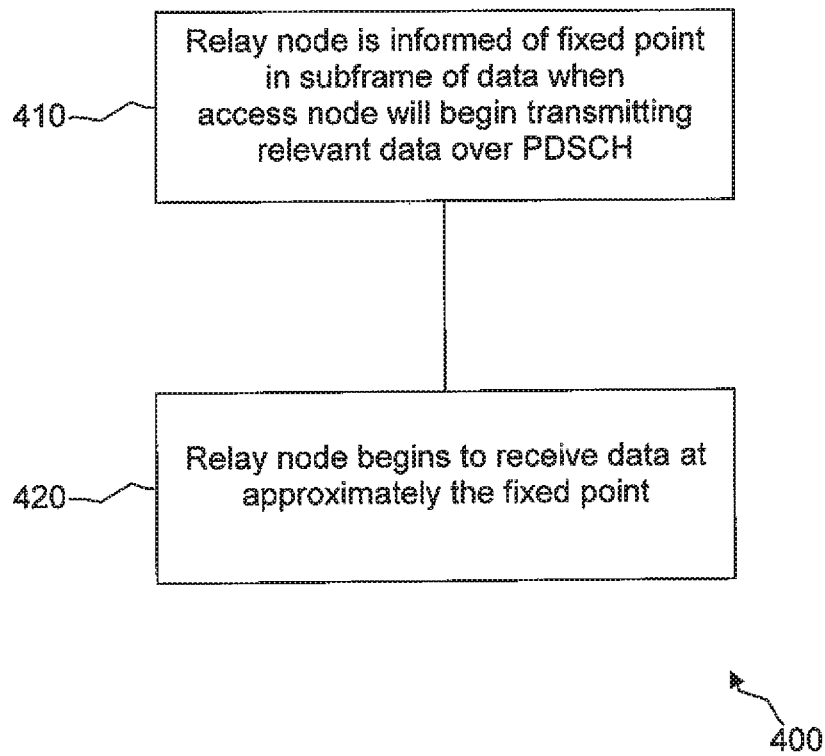 Relay node is informed of fixed point
in subframe of data when
access node will begin transmitting
relevant data over PDSCH
410
Relay node begins to receive data at
approximately the fixed point
420
400